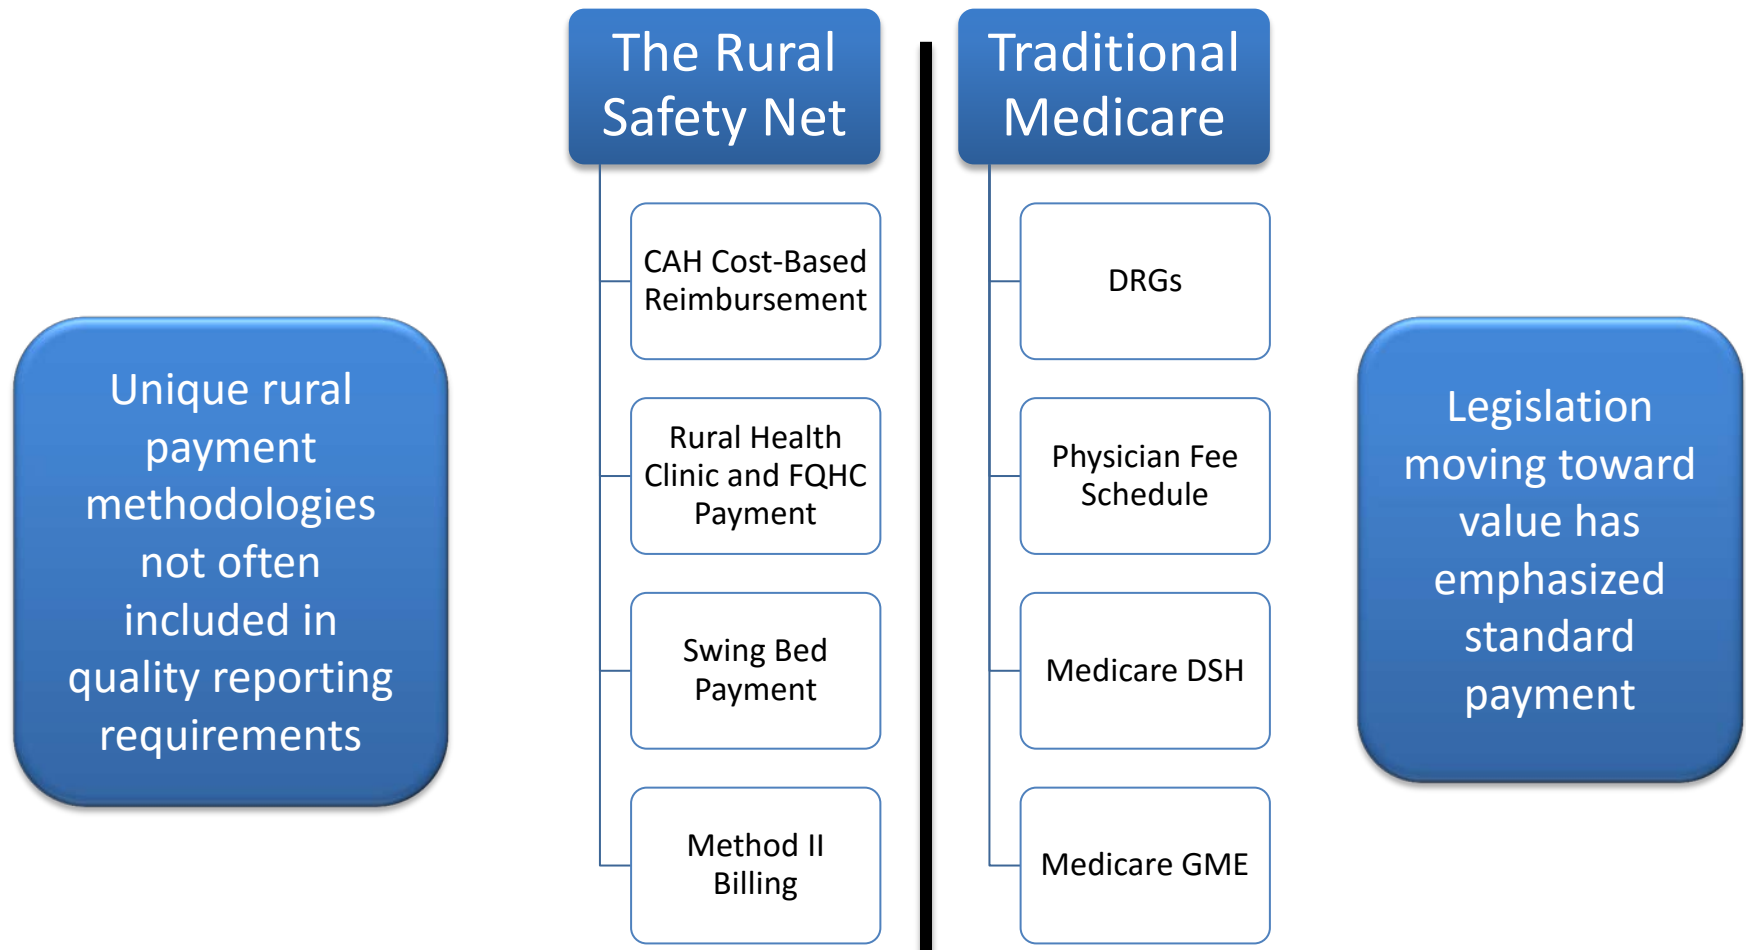 Unique rural
payment
methodologies
not often
included in
quality reporting
requirements
The Rural
Safety Net
CAH Cost-Based
Reimbursement
Rural Health
Clinic and FQHC
Payment
Swing Bed
Payment
Method II
Billing
Traditional
Medicare
DRGs
Physician Fee
Schedule
Medicare DSH
Medicare GME
Legislation
moving toward
value has
emphasized
standard
payment